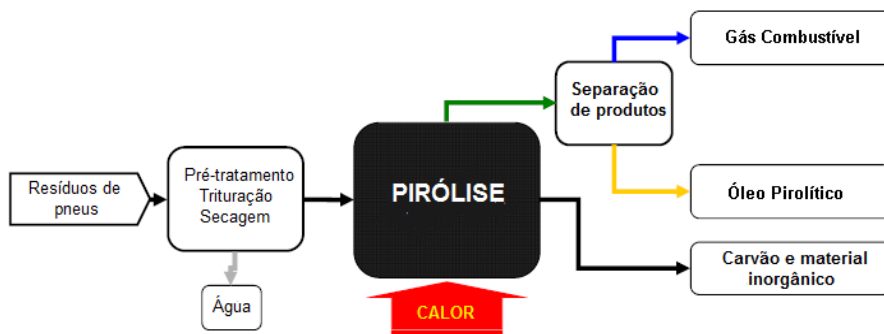 Gás Combustível
Separação
de produtos
Pré-tratamento
Trituração
Secagem
Resíduos de
pneus
PIRÓLISE
Óleo Pirolítico
Carvão e material
inorgânico
Água
CALOR